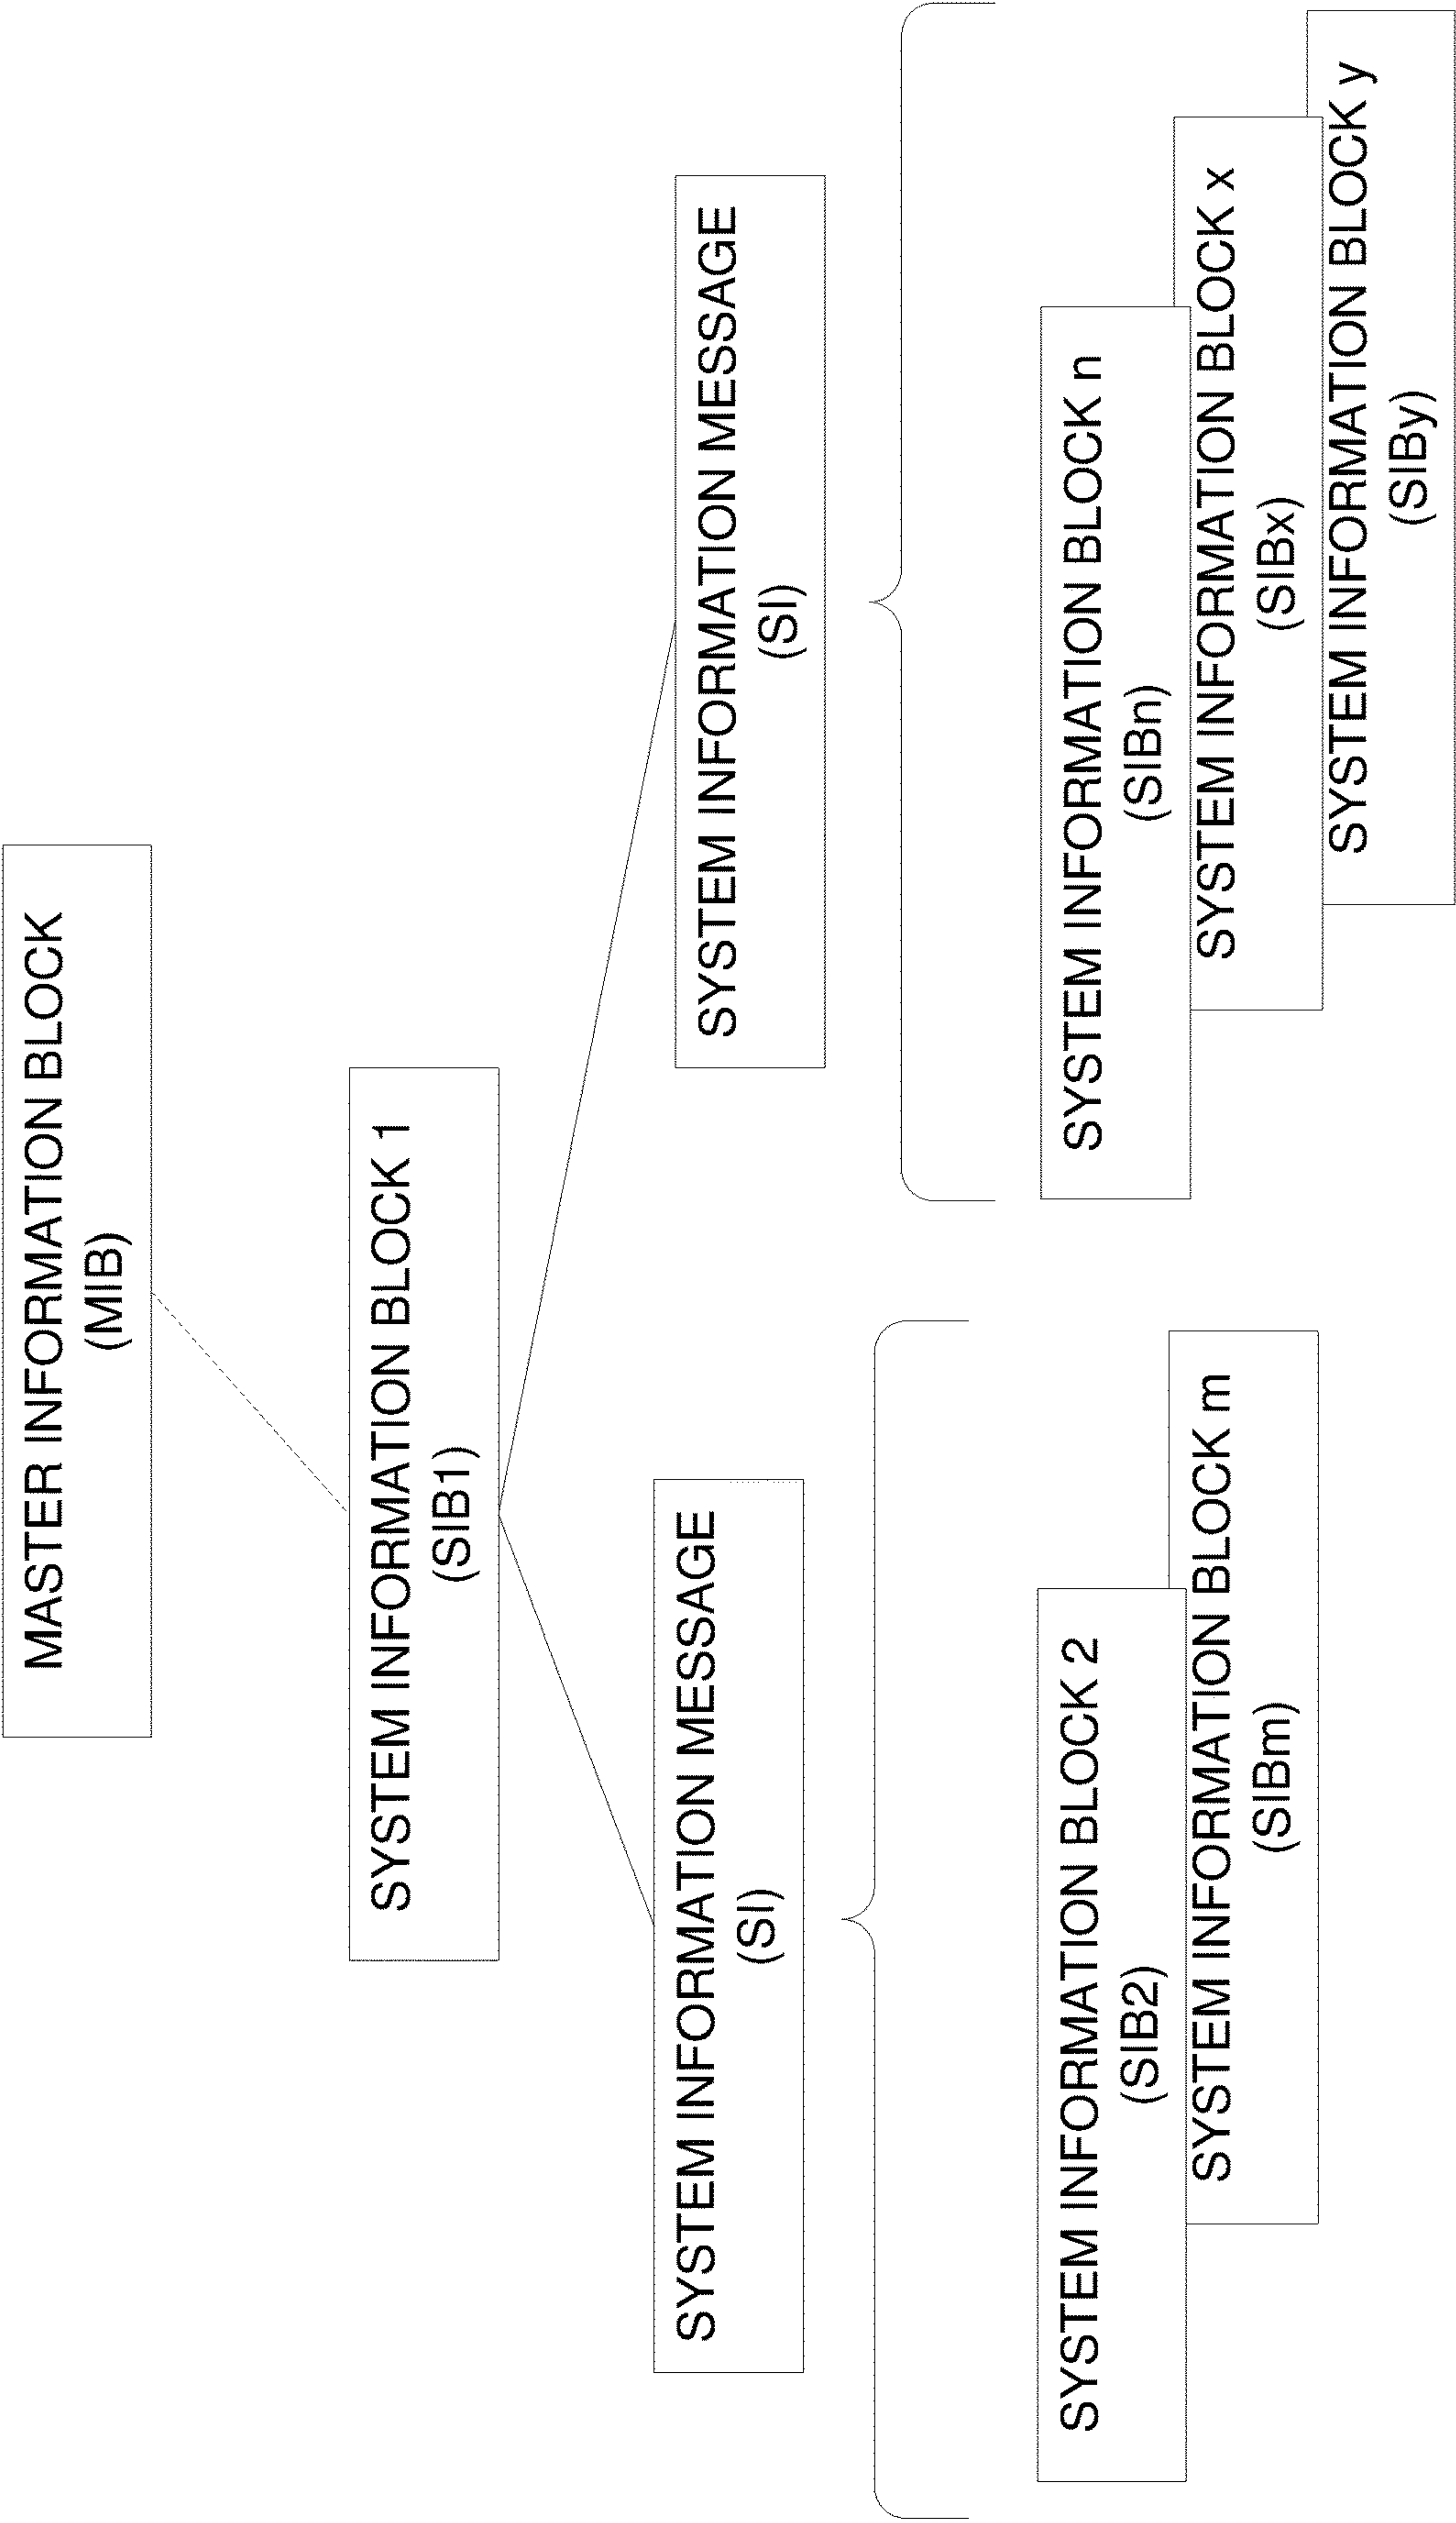 MASTER INFORMATION BLOCK
(MIB)
SYSTEM INFORMATION BLOCK 1
(SIB1)
SYSTEM INFORMATION MESSAGE
(SI)
SYSTEM INFORMATION MESSAGE
(SI)
SYSTEM INFORMATION BLOCK 2
(SIB2)
SYSTEM INFORMATION BLOCK m
(SIBm)
SYSTEM INFORMATION BLOCK n
(SIBn)
SYSTEM INFORMATION BLOCK x
(SIBx)
SYSTEM INFORMATION BLOCK y
(SIBy)